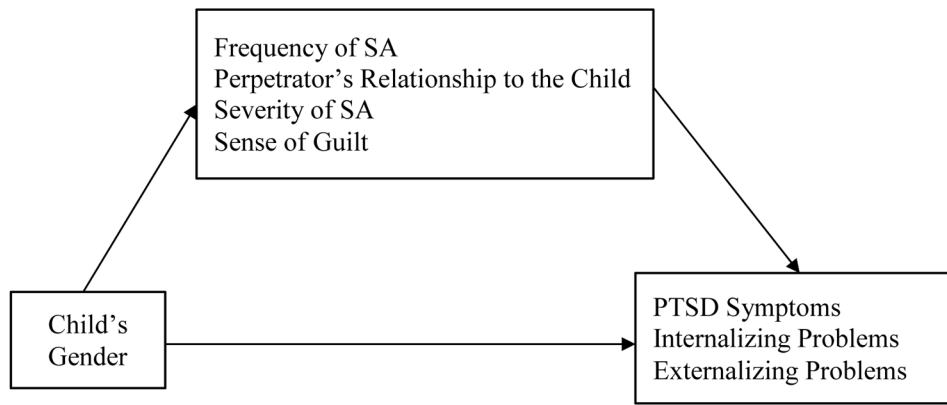 Frequency of SA
Perpetrator’s Relationship to the Child
Severity of SA
Sense of Guilt
Child’s
Gender
PTSD Symptoms
Internalizing Problems
Externalizing Problems